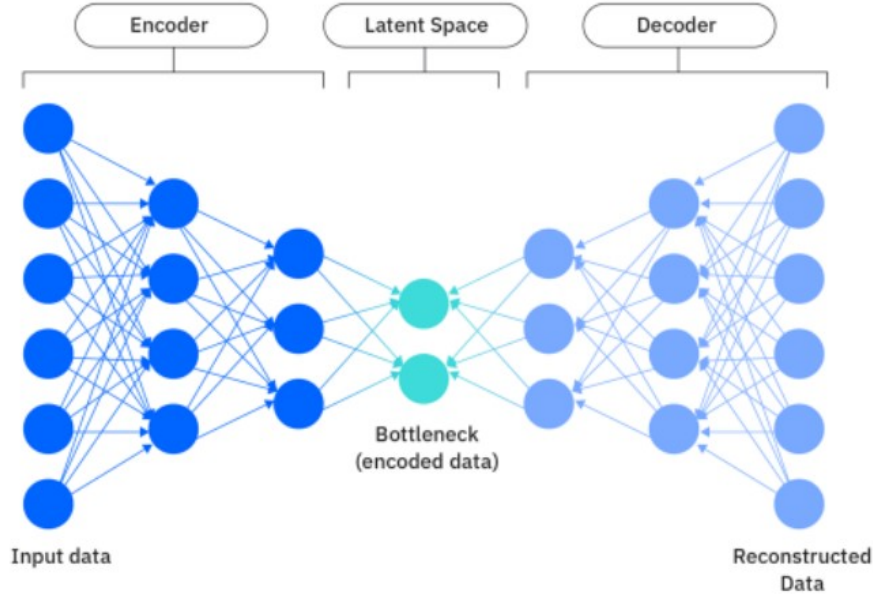 Encoder
Latent Space
Decoder
Bottleneck
(encoded data)
Input data
Reconstructed
Data